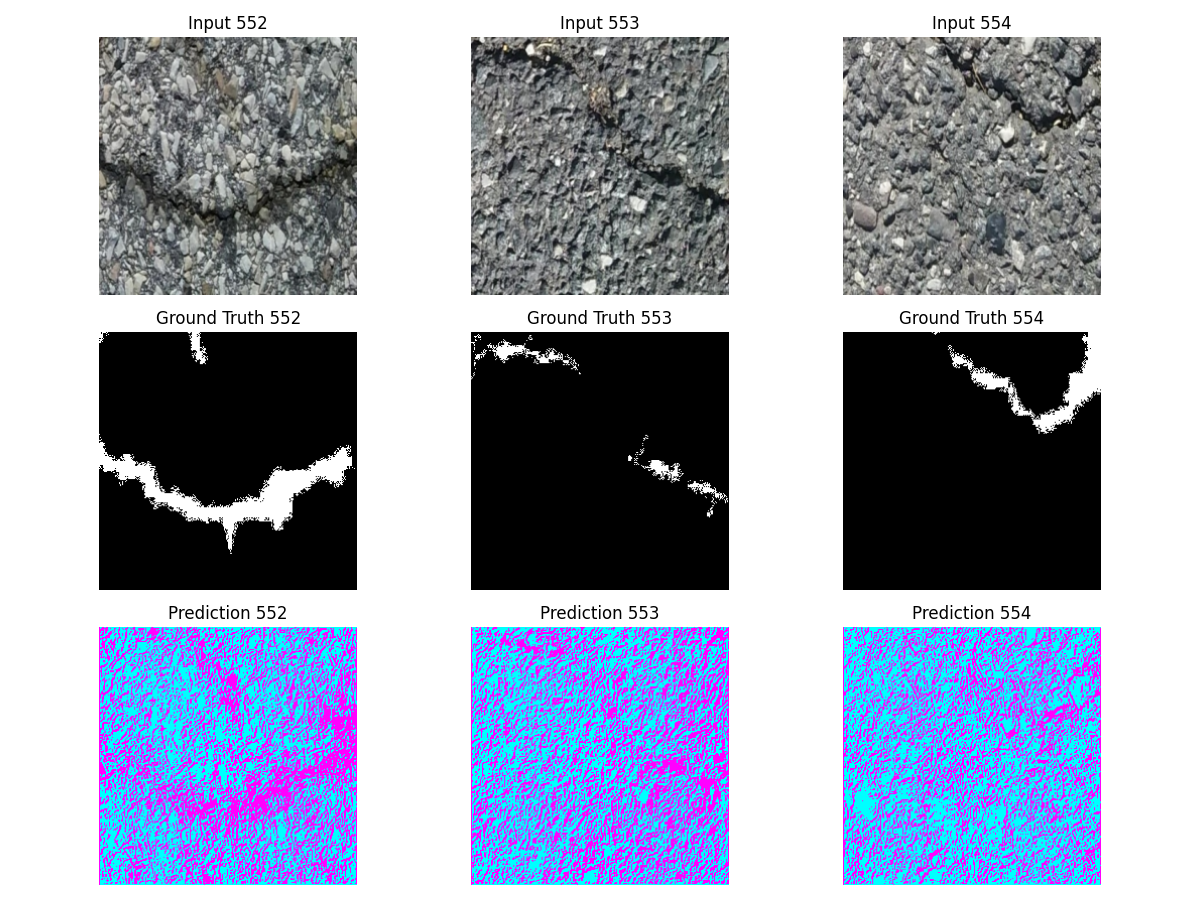 Input 552
Input 553
Input 554
Ground Truth 552
Ground Truth 553
Ground Truth 554
Prediction 552
Prediction 553
Prediction 554